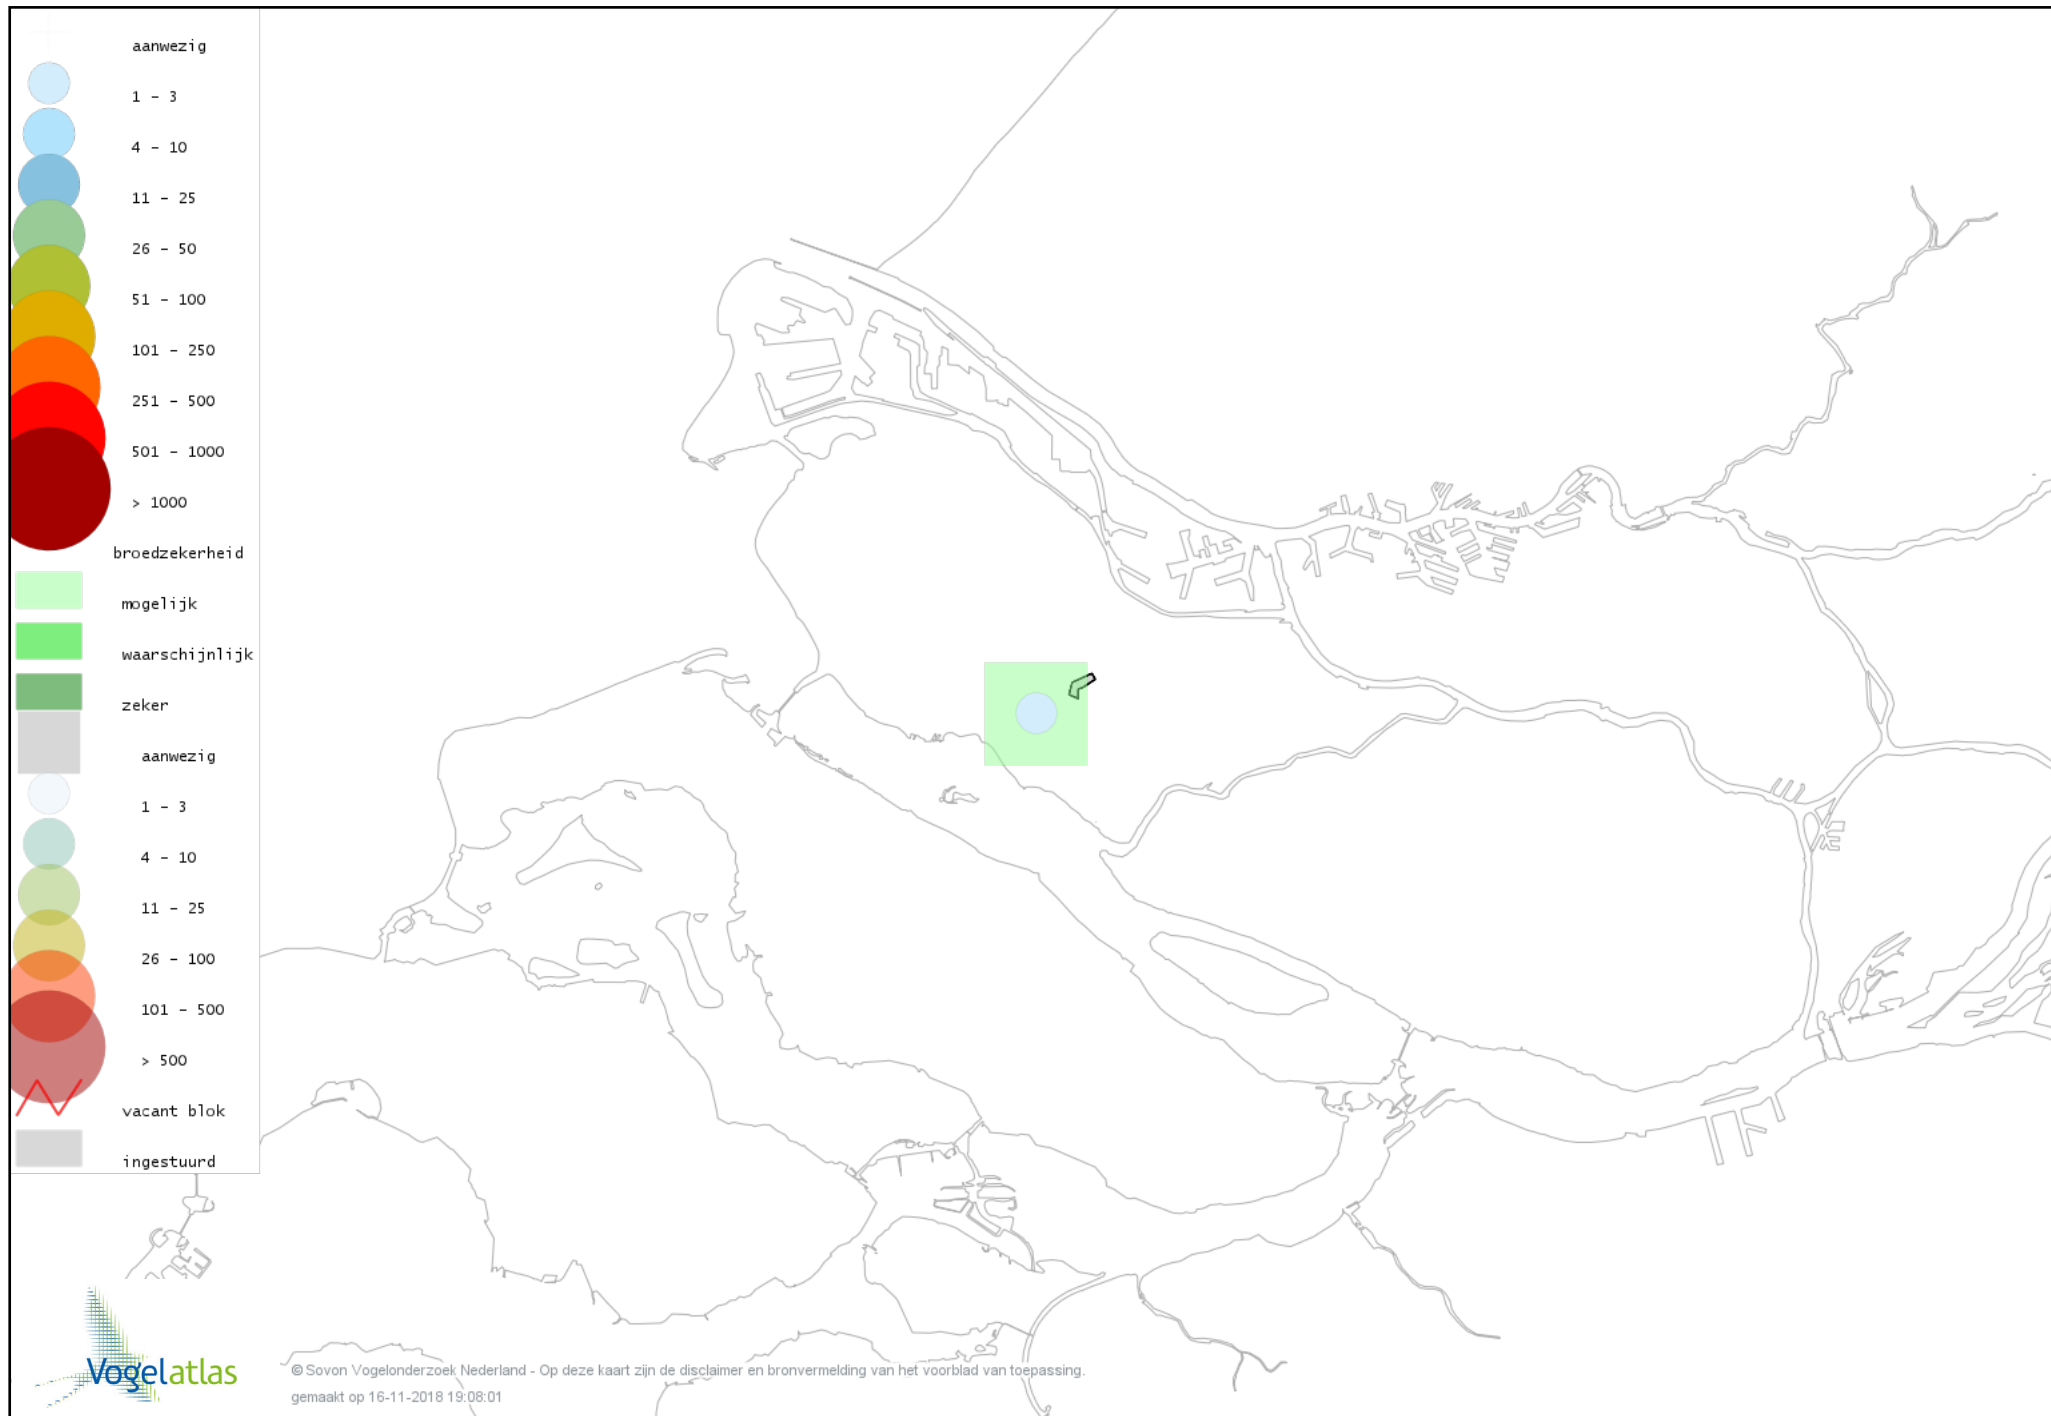 aanwezig
1 - 3
4 - 10
11 - 25
26 - 50
51 - 100
101 - 250
251 - 500
501 - 1000
> 1000
broedzekerheid
mogelijk
waarschijnlijk
zeker
aanwezig
1 - 3
4 - 10
11 - 25
26 - 100
101 - 500
> 500
vacant blok
ingestuurd
Vogelatlas
© Sovon Vogelonderzoek Nederland - Op deze kaart zijn de disclaimer en bronvermelding van het voorblad van toepassing.
gemaakt op 16-11-2018 19:08:01